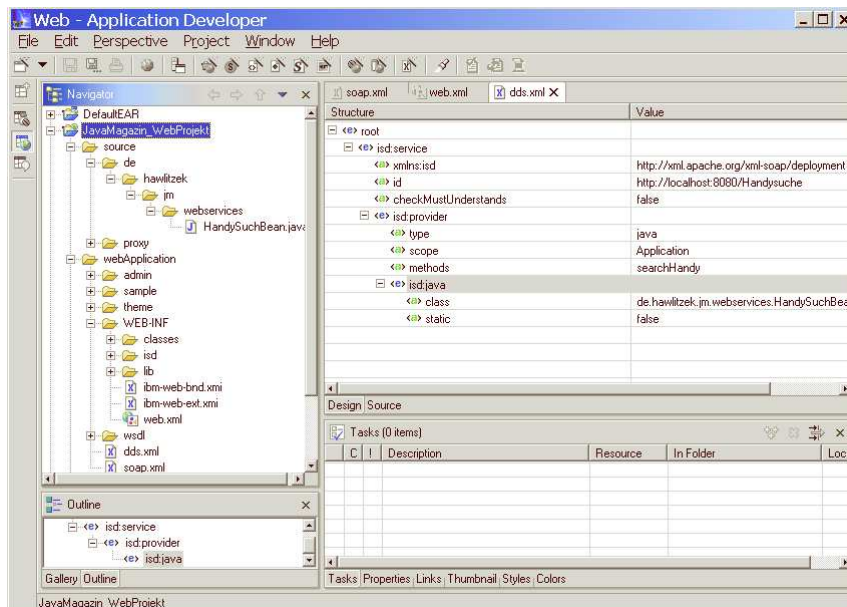 Web - Application Developer
File Edit Perspective Project Window Help
Navigator
DefaultEAR
JavaMagazin_WebProjekt
source
de
hawlitzek
jm
webservices
HandySuchBean.java
proxy
webApplication
admin
sample
theme
WEB-INF
classes
isd
lib
ibm-web-bnd.xmi
ibm-web-ext.xmi
web.xml
wsdl
dds.xml
soap.xml
Outline
<e> isd:service
<e> isd:provider
<e> isd:java
Gallery Outline
soap.xml web.xml dds.xml
Structure Value
<e> root
<e> isd:service
<a> xmlns:isd http://xml.apache.org/xml-soap/deployment
<a> id http://localhost:8080/Handysuche
<a> checkMustUnderstands false
<e> isd:provider
<a> type java
<a> scope Application
<a> methods searchHandy
<e> isd:java
<a> class de.hawlitzek.jm.webservices.HandySuchBea
<a> static false
Design Source
Tasks (0 items)
C ! Description Resource In Folder Loc
Tasks Properties Links Thumbnail Styles Colors
JavaMagazin_WebProjekt